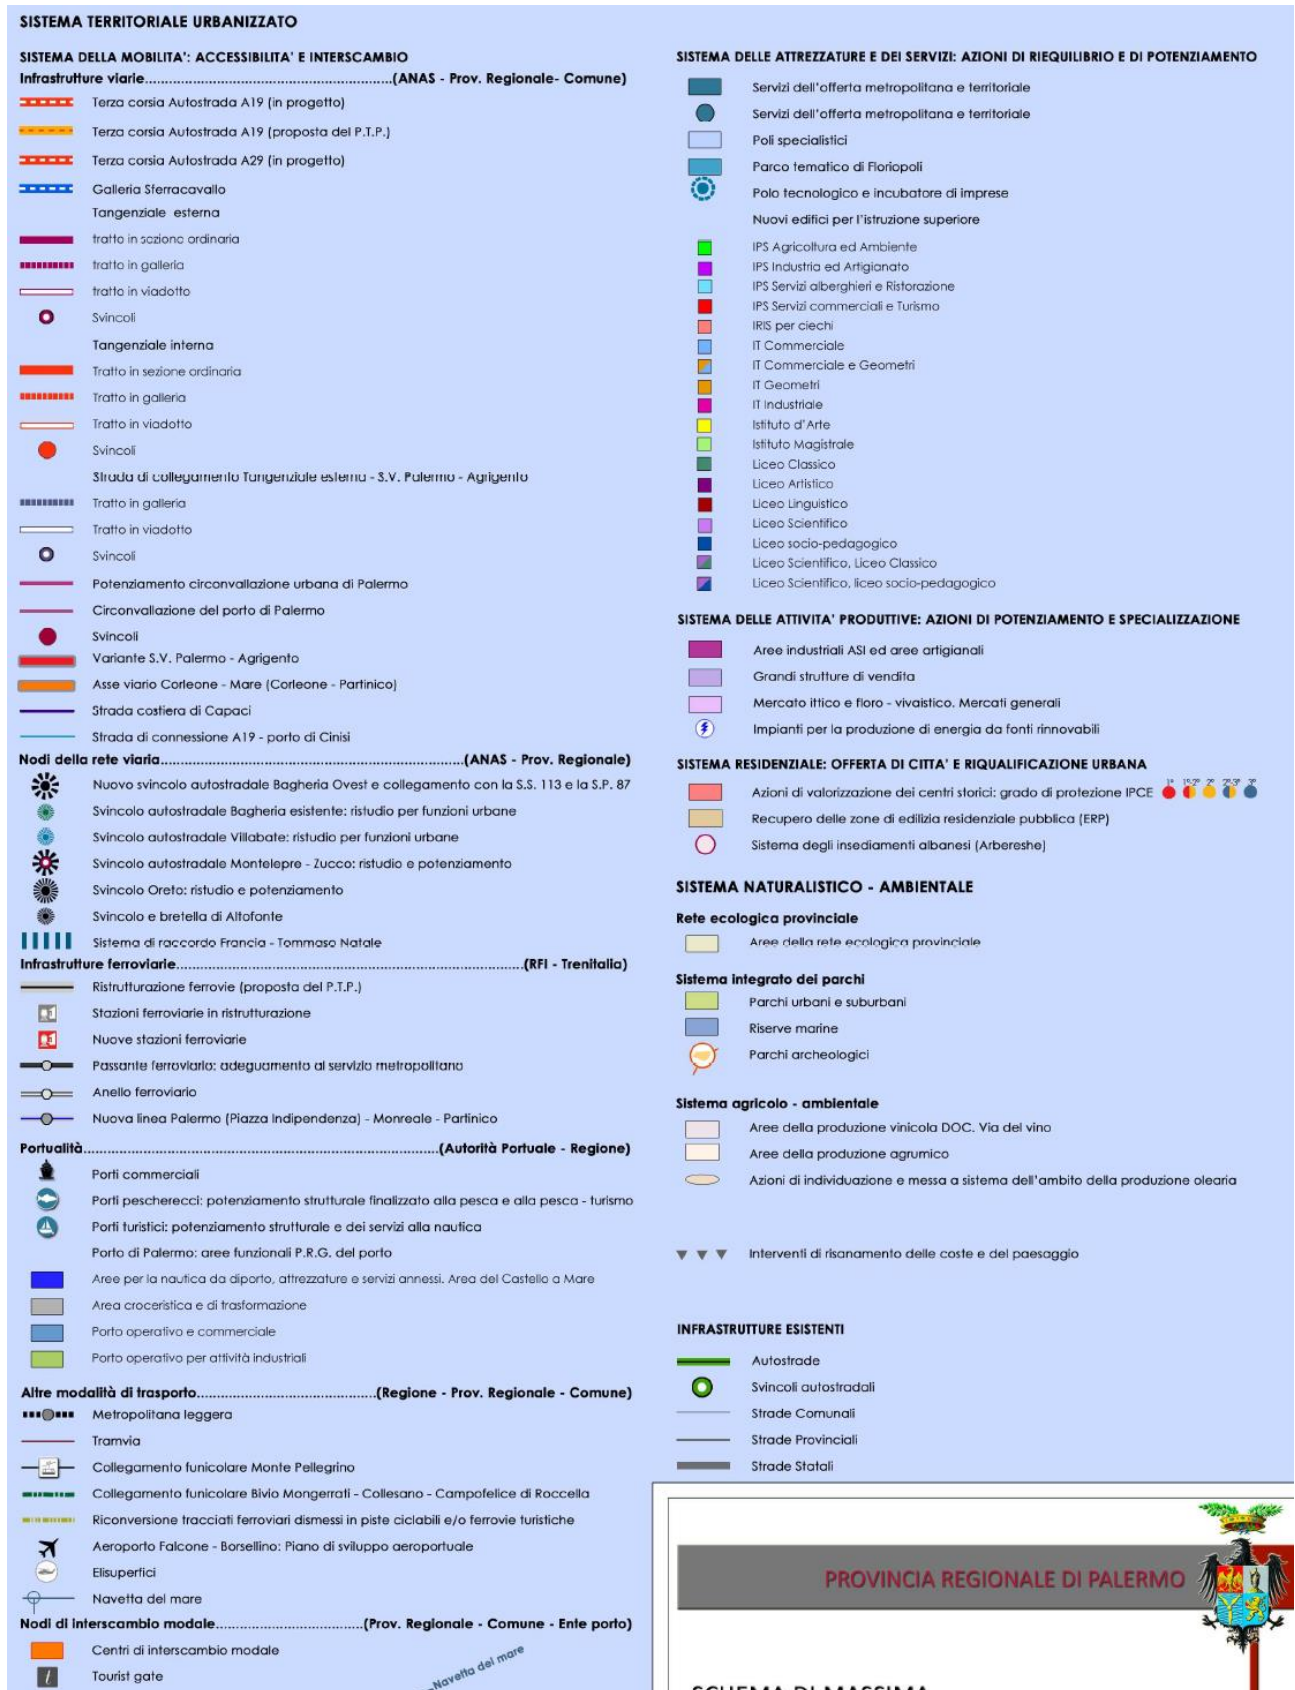 SISTEMA TERRITORIALE URBANIZZATO
SISTEMA DELLA MOBILITA': ACCESSIBILITA' E INTERSCAMBIO
Infrastrutture viarie.............................................................(ANAS - Prov. Regionale- Comune)
Terza corsia Autostrada A19 (in progetto)
Terza corsia Autostrada A19 (proposta del P.T.P.)
Terza corsia Autostrada A29 (in progetto)
Galleria Sferracavallo
Tangenziale esterna
tratto in sezione ordinaria
tratto in galleria
tratto in viadotto
Svincoli
Tangenziale interna
Tratto in sezione ordinaria
Tratto in galleria
Tratto in viadotto
Svincoli
Strada di collegamento Tangenziale esterna - S.V. Palermo - Agrigento
Tratto in galleria
Tratto in viadotto
Svincoli
Potenziamento circonvallazione urbana di Palermo
Circonvallazione del porto di Palermo
Svincoli
Variante S.V. Palermo - Agrigento
Asse viario Corleone - Mare (Corleone - Partinico)
Strada costiera di Capaci
Strada di connessione A19 - porto di Cinisi
Nodi della rete viaria...........................................................................(ANAS - Prov. Regionale)
Nuovo svincolo autostradale Bagheria Ovest e collegamento con la S.S. 113 e la S.P. 87
Svincolo autostradale Bagheria esistente: ristudio per funzioni urbane
Svincolo autostradale Villabate: ristudio per funzioni urbane
Svincolo autostradale Montelepre - Zucco: ristudio e potenziamento
Svincolo Oreto: ristudio e potenziamento
Svincolo e bretella di Altofonte
Sistema di raccordo Francia - Tommaso Natale
Infrastrutture ferroviarie.....................................................................................(RFI - Trenitalia)
Ristrutturazione ferrovie (proposta del P.T.P.)
Stazioni ferroviarie in ristrutturazione
Nuove stazioni ferroviarie
Passante ferroviario: adeguamento al servizio metropolitano
Anello ferroviario
Nuova linea Palermo (Piazza Indipendenza) - Monreale - Partinico
Portualità.......................................................................................(Autorità Portuale - Regione)
Porti commerciali
Porti pescherecci: potenziamento strutturale finalizzato alla pesca e alla pesca - turismo
Porti turistici: potenziamento strutturale e dei servizi alla nautica
Porto di Palermo: aree funzionali P.R.G. del porto
Aree per la nautica da diporto, attrezzature e servizi annessi. Area del Castello a Mare
Area croceristica e di trasformazione
Porto operativo e commerciale
Porto operativo per attività industriali
Altre modalità di trasporto............................................(Regione - Prov. Regionale - Comune)
Metropolitana leggera
Tramvia
Collegamento funicolare Monte Pellegrino
Collegamento funicolare Bivio Mongerrati - Collesano - Campofelice di Roccella
Riconversione tracciati ferroviari dismessi in piste ciclabili e/o ferrovie turistiche
Aeroporto Falcone - Borsellino: Piano di sviluppo aeroportuale
Elisuperfici
Navetta del mare
Nodi di interscambio modale....................................(Prov. Regionale - Comune - Ente porto)
Centri di interscambio modale
Tourist gate
Navetta del mare
SISTEMA DELLE ATTREZZATURE E DEI SERVIZI: AZIONI DI RIEQUILIBRIO E DI POTENZIAMENTO
Servizi dell'offerta metropolitana e territoriale
Servizi dell'offerta metropolitana e territoriale
Poli specialistici
Parco tematico di Floriopoli
Polo tecnologico e incubatore di imprese
Nuovi edifici per l'istruzione superiore
IPS Agricoltura ed Ambiente
IPS Industria ed Artigianato
IPS Servizi alberghieri e Ristorazione
IPS Servizi commerciali e Turismo
IRIS per ciechi
IT Commerciale
IT Commerciale e Geometri
IT Geometri
IT Industriale
Istituto d'Arte
Istituto Magistrale
Liceo Classico
Liceo Artistico
Liceo Linguistico
Liceo Scientifico
Liceo socio-pedagogico
Liceo Scientifico, Liceo Classico
Liceo Scientifico, liceo socio-pedagogico
SISTEMA DELLE ATTIVITA' PRODUTTIVE: AZIONI DI POTENZIAMENTO E SPECIALIZZAZIONE
Aree industriali ASI ed aree artigianali
Grandi strutture di vendita
Mercato ittico e floro - vivaistico. Mercati generali
Impianti per la produzione di energia da fonti rinnovabili
SISTEMA RESIDENZIALE: OFFERTA DI CITTA' E RIQUALIFICAZIONE URBANA
Azioni di valorizzazione dei centri storici: grado di protezione IPCE 1° 1°-2° 2° 2°-3° 3°
Recupero delle zone di edilizia residenziale pubblica (ERP)
Sistema degli insediamenti albanesi (Arbereshe)
SISTEMA NATURALISTICO - AMBIENTALE
Rete ecologica provinciale
Aree della rete ecologica provinciale
Sistema integrato dei parchi
Parchi urbani e suburbani
Riserve marine
Parchi archeologici
Sistema agricolo - ambientale
Aree della produzione vinicola DOC. Via del vino
Aree della produzione agrumico
Azioni di individuazione e messa a sistema dell'ambito della produzione olearia
Interventi di risanamento delle coste e del paesaggio
INFRASTRUTTURE ESISTENTI
Autostrade
Svincoli autostradali
Strade Comunali
Strade Provinciali
Strade Statali
PROVINCIA REGIONALE DI PALERMO
SCHEMA DI MASSIMA